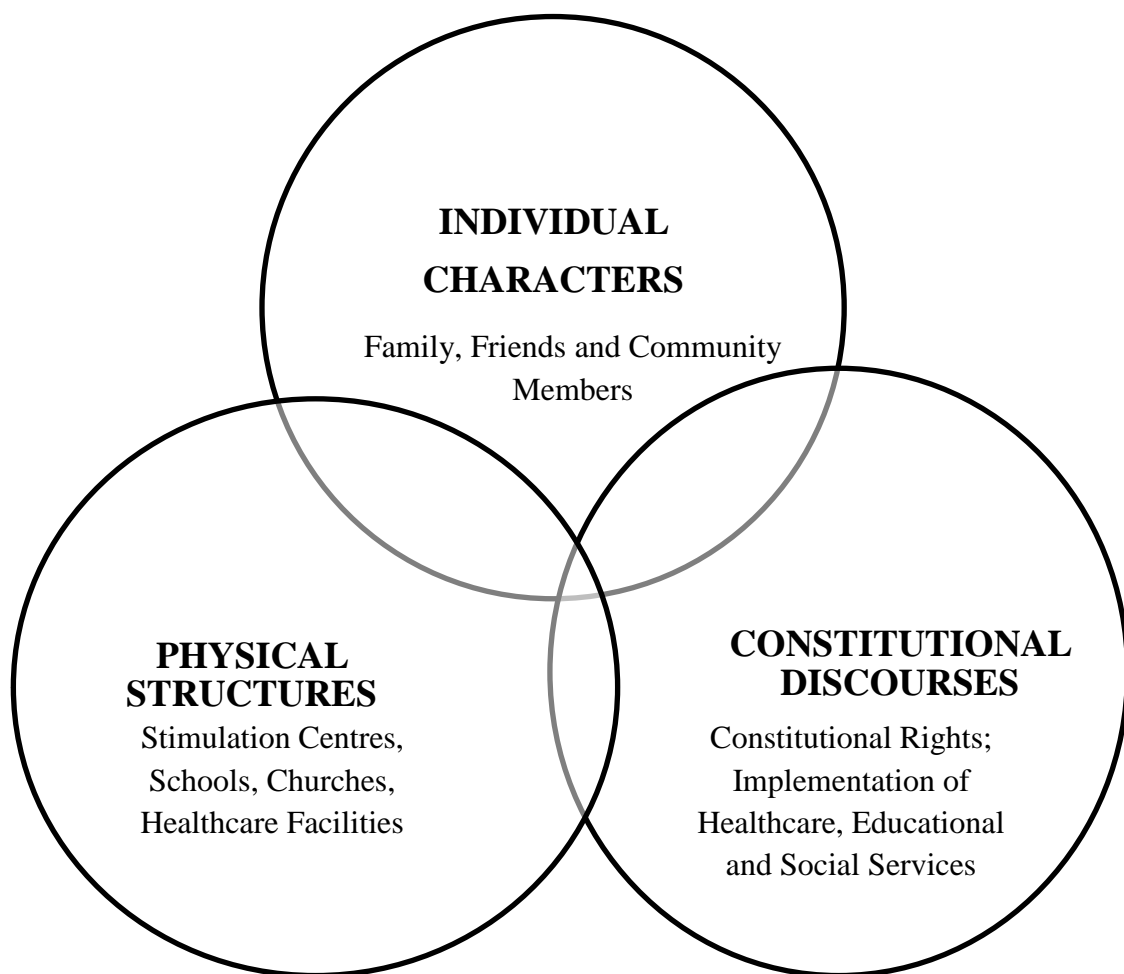 INDIVIDUAL
CHARACTERS
Family, Friends and Community
Members
PHYSICAL
STRUCTURES
Stimulation Centres,
Schools, Churches,
Healthcare Facilities
CONSTITUTIONAL
DISCOURSES
Constitutional Rights;
Implementation of
Healthcare, Educational
and Social Services